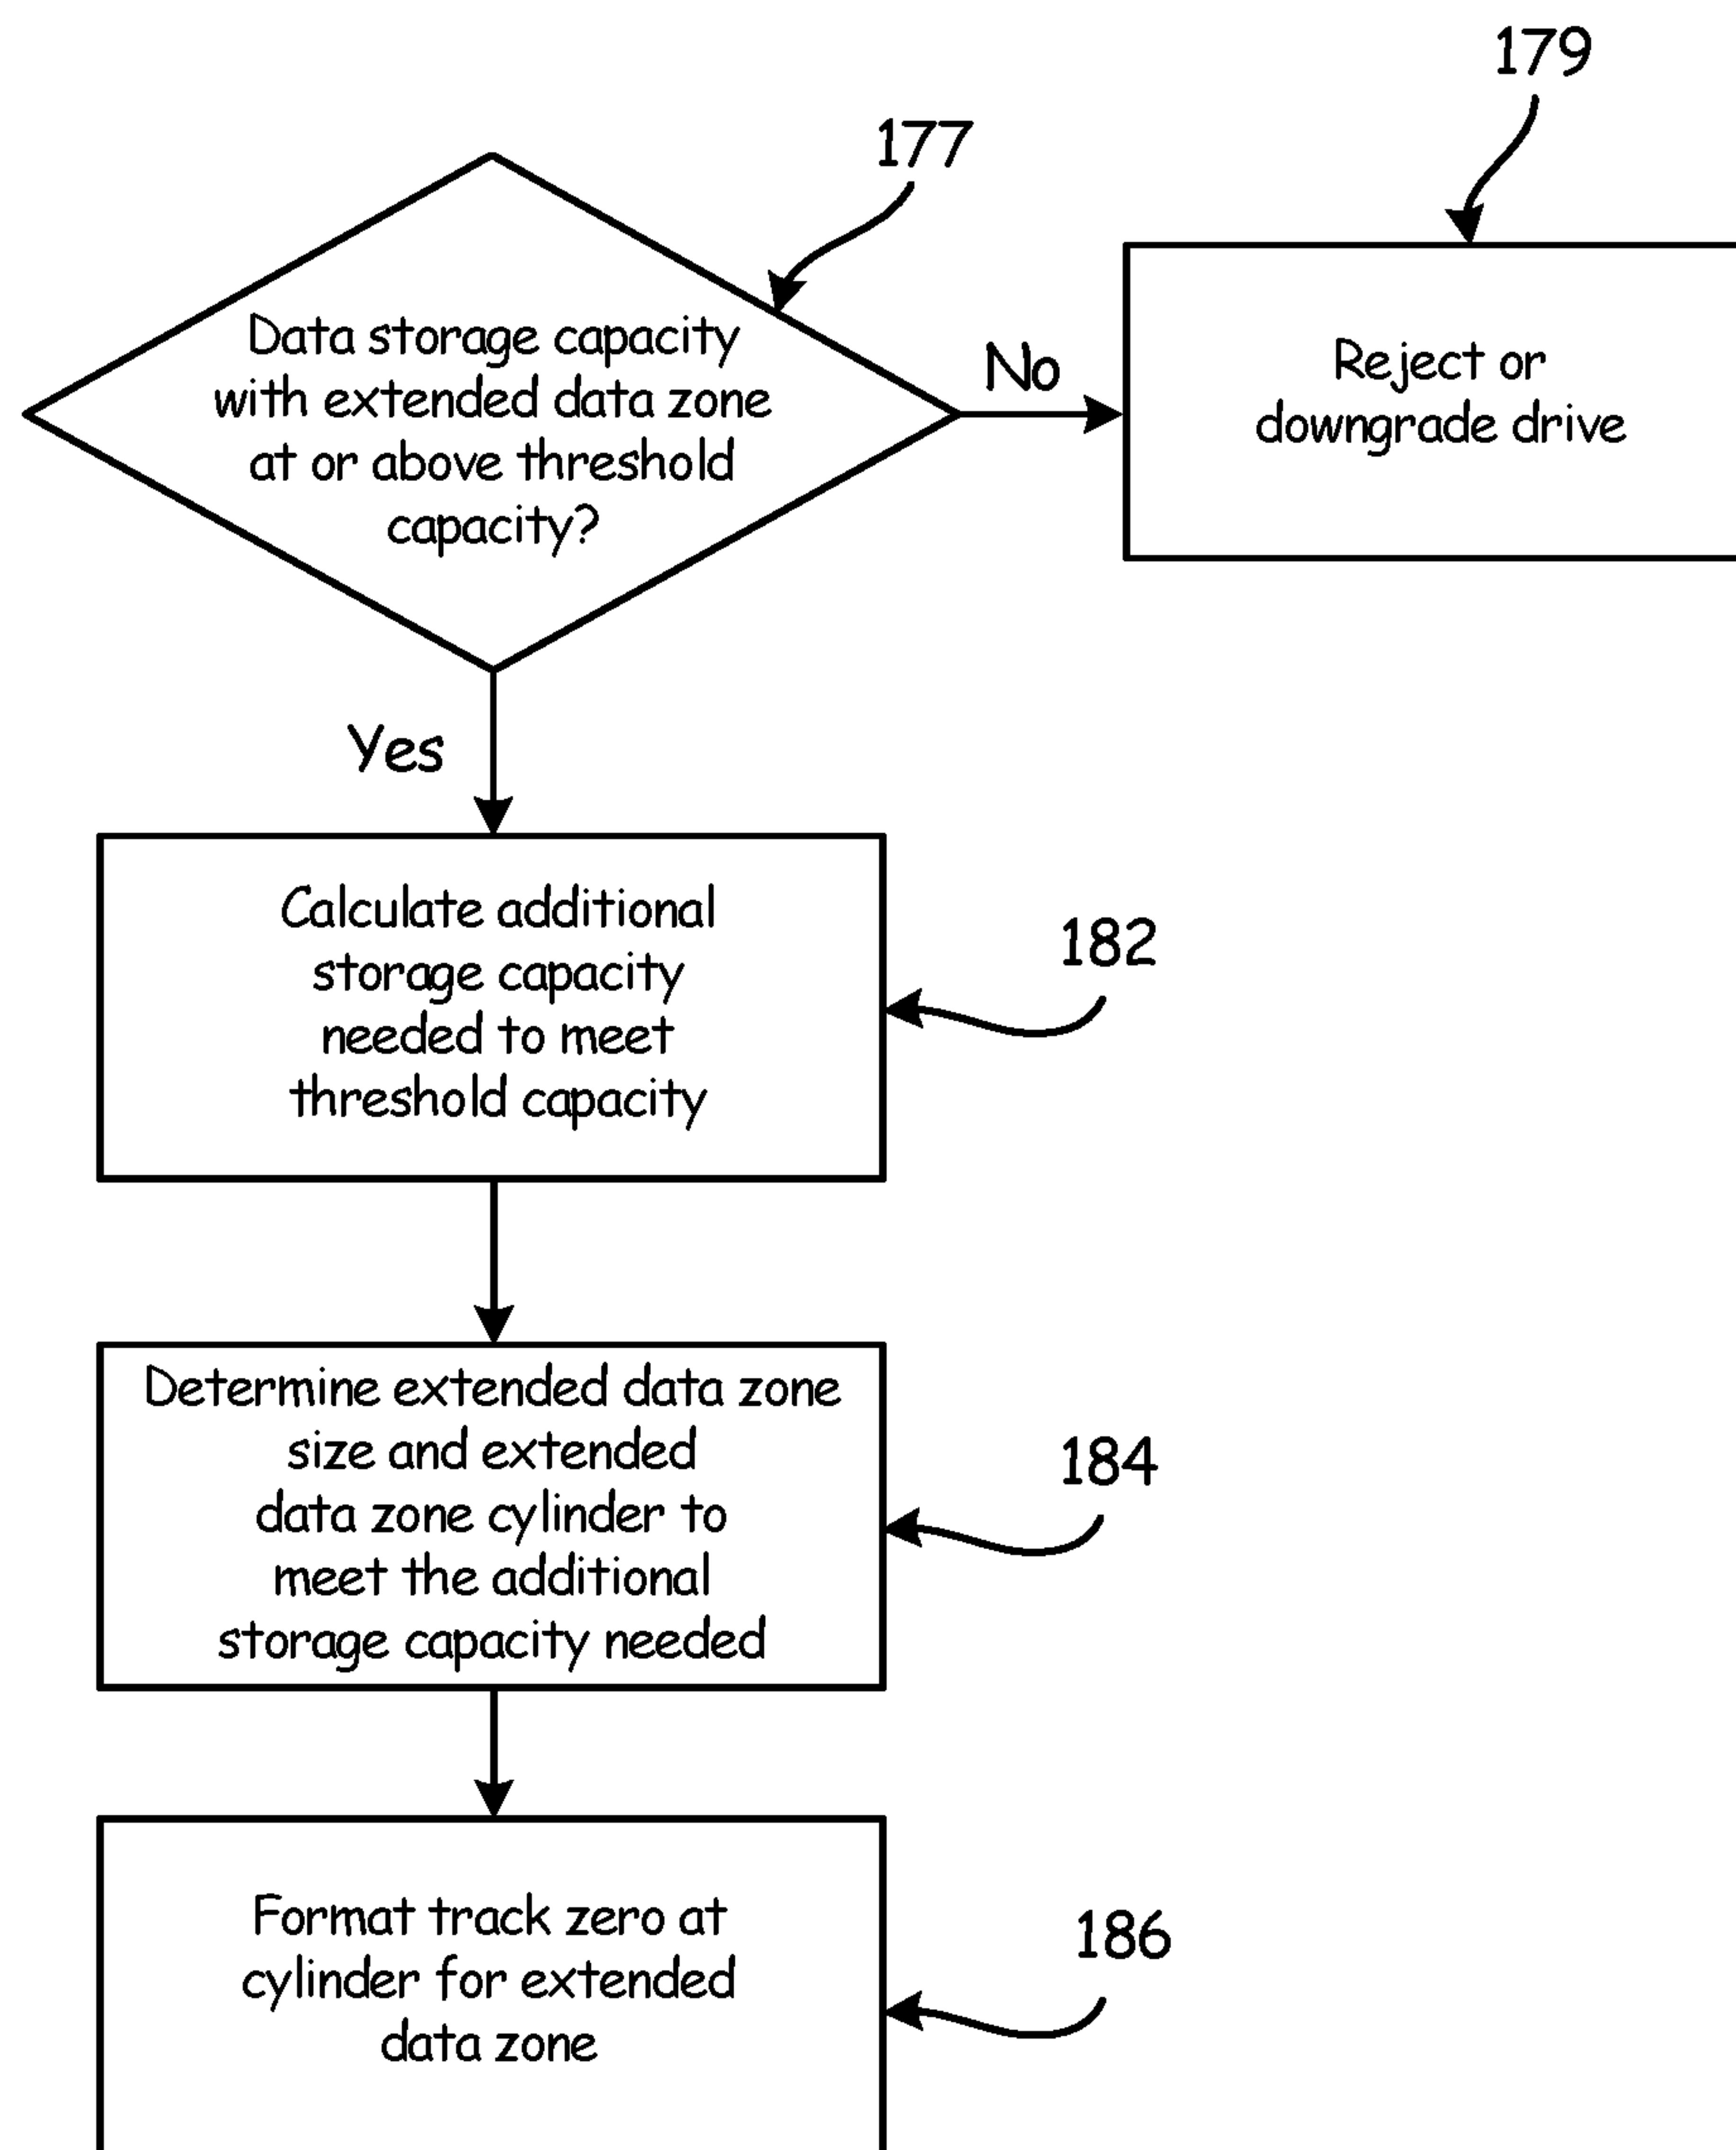 179
177
Data storage capacity
with extended data zone
at or above threshold
capacity?
No
Reject or
downgrade drive
Yes
Calculate additional
storage capacity
needed to meet
threshold capacity
182
Determine extended data zone
size and extended
data zone cylinder to
meet the additional
storage capacity needed
184
Format track zero at
cylinder for extended
data zone
186